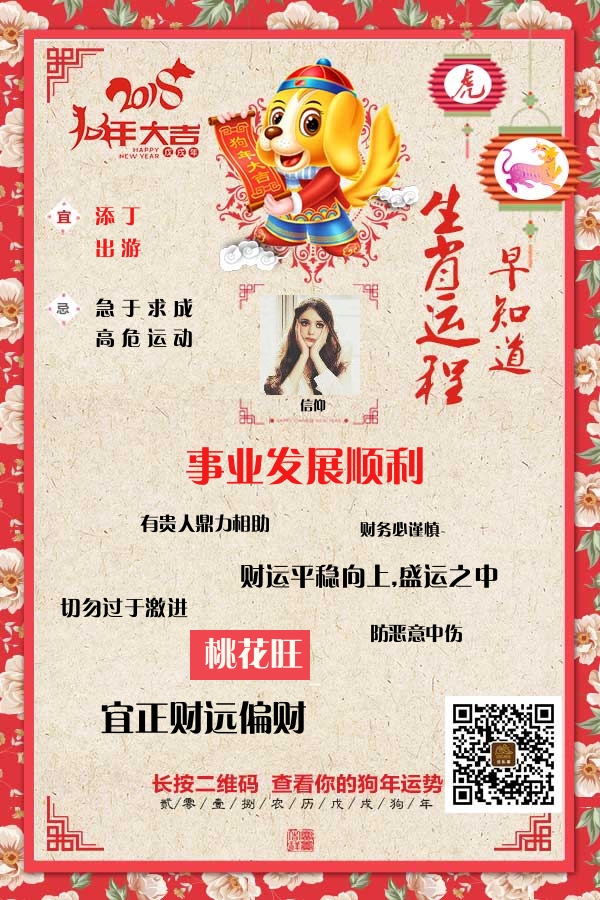 2018
狗年大吉
HAPPY
NEW YEAR
戊戌年
狗年大吉
虎
生肖运程
早知道
宜
添丁
出游
忌
急于求成
高危运动
信仰
HAPPY CHINESE NEW YEAR
事业发展顺利
有贵人鼎力相助
财务必谨慎
财运平稳向上,盛运之中
切勿过于激进
防恶意中伤
桃花旺
宜正财远偏财
长按二维码 查看你的狗年运势
贰/零/壹/捌/农/历/戊/戌/狗/年